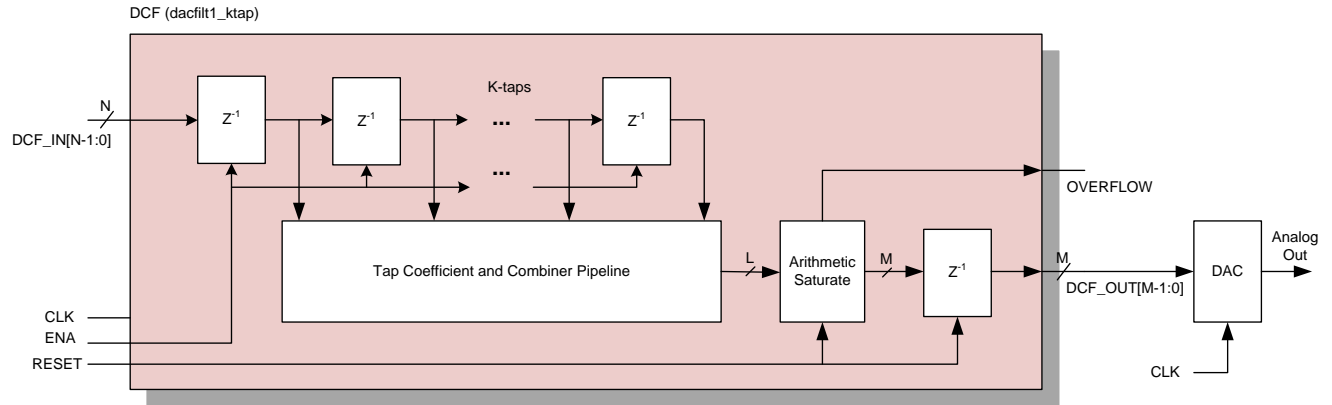 DCF (dacfilt1_ktap)
K-taps
N
DCF_IN[N-1:0]
Z-1
Z-1
...
...
Z-1
OVERFLOW
Tap Coefficient and Combiner Pipeline
L
Arithmetic
Saturate
M
Z-1
M
DCF_OUT[M-1:0]
DAC
Analog
Out
CLK
ENA
RESET
CLK